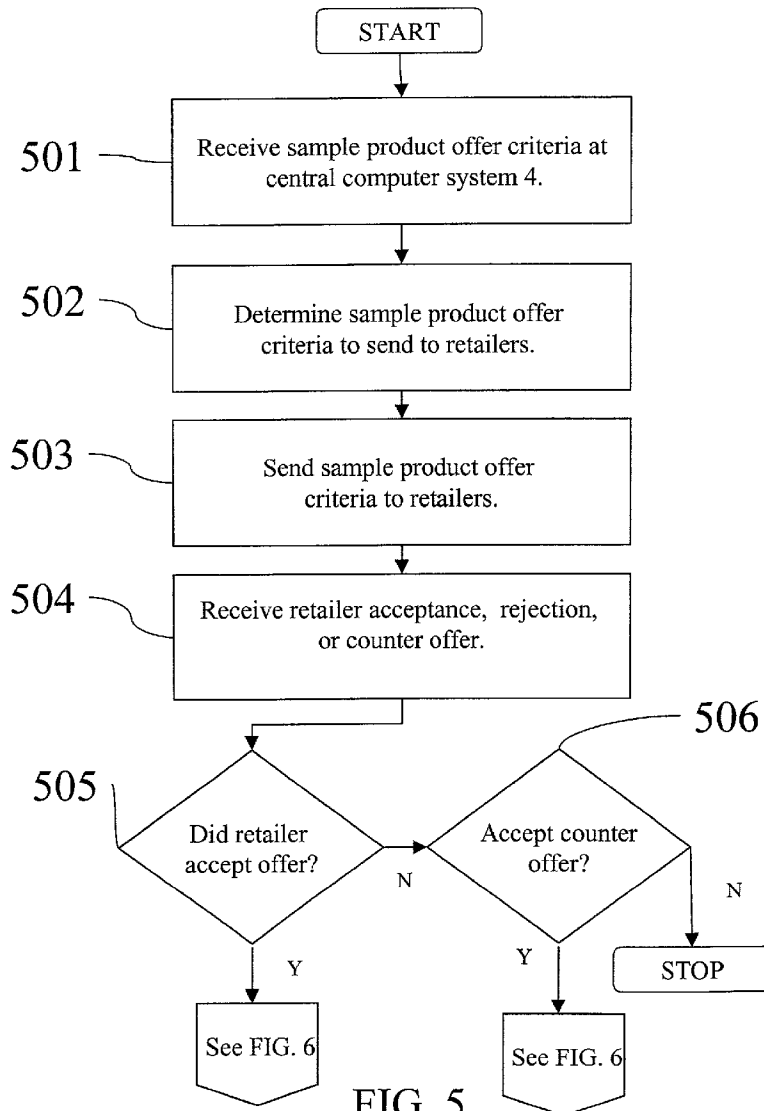 START
501
Receive sample product offer criteria at
central computer system 4.
502
Determine sample product offer
criteria to send to retailers.
503
Send sample product offer
criteria to retailers.
504
Receive retailer acceptance, rejection,
or counter offer.
506
505
Did retailer
accept offer?
N
Accept counter
offer?
N
Y
Y
STOP
See FIG. 6
See FIG. 6
FIG. 5